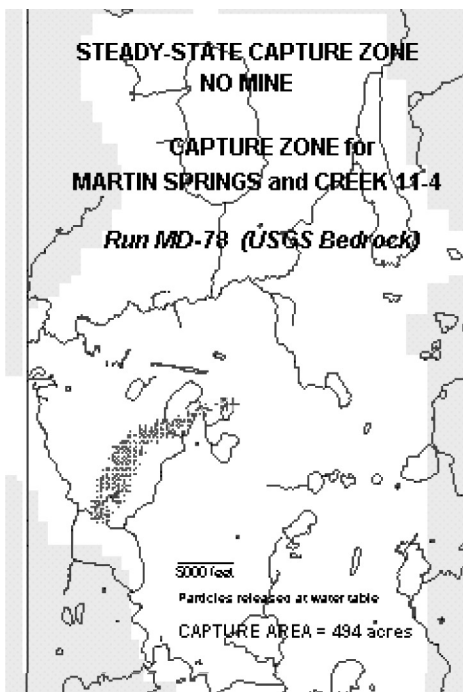 STEADY-STATE CAPTURE ZONE
NO MINE
CAPTURE ZONE for
MARTIN SPRINGS and CREEK 11-4
Run MD-78 (USGS Bedrock)
5000 feet
Particles released at water table
CAPTURE AREA = 494 acres